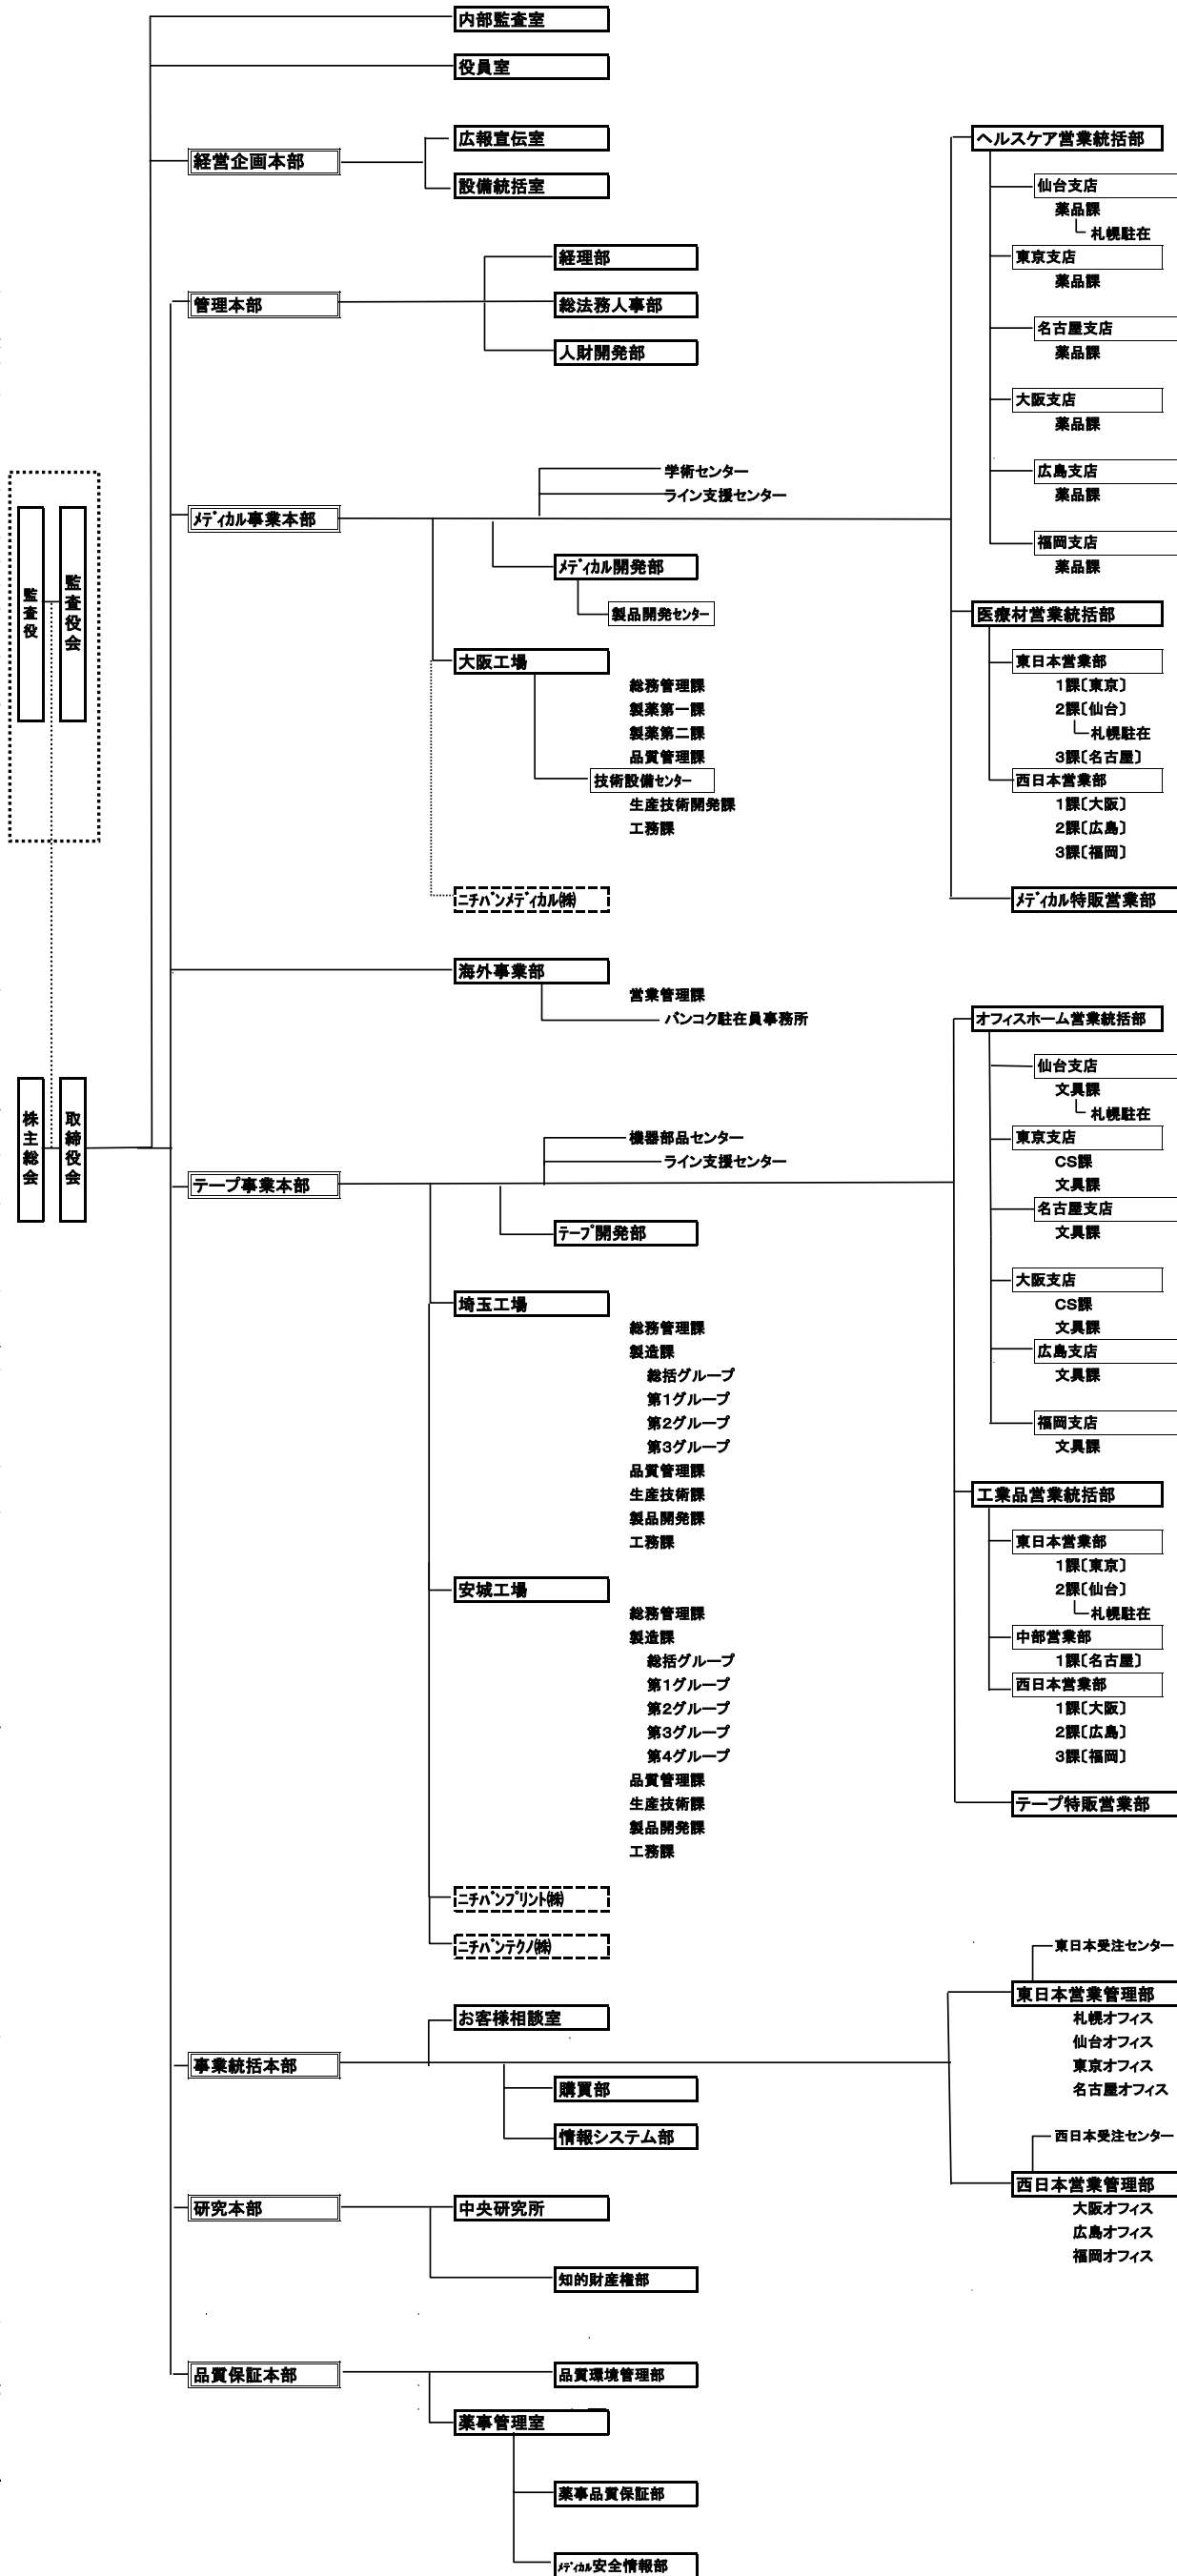 内部監査室
役員室
経営企画本部
広報宣伝室
設備統括室
管理本部
経理部
総法務人事部
人財開発部
監査役
監査役会
株主総会
取締役会
メディカル事業本部
学術センター
ライン支援センター
メディカル開発部
製品開発センター
大阪工場
総務管理課
製薬第一課
製薬第二課
品質管理課
技術設備センター
生産技術開発課
工務課
ニチバンメディカル㈱
ヘルスケア営業統括部
仙台支店
薬品課
札幌駐在
東京支店
薬品課
名古屋支店
薬品課
大阪支店
薬品課
広島支店
薬品課
福岡支店
薬品課
医療材営業統括部
東日本営業部
1課〔東京〕
2課〔仙台〕
札幌駐在
3課〔名古屋〕
西日本営業部
1課〔大阪〕
2課〔広島〕
3課〔福岡〕
メディカル特販営業部
海外事業部
営業管理課
バンコク駐在員事務所
テープ事業本部
機器部品センター
ライン支援センター
テープ開発部
埼玉工場
総務管理課
製造課
総括グループ
第1グループ
第2グループ
第3グループ
品質管理課
生産技術課
製品開発課
工務課
安城工場
総務管理課
製造課
総括グループ
第1グループ
第2グループ
第3グループ
第4グループ
品質管理課
生産技術課
製品開発課
工務課
ニチバンプリント㈱
ニチバンテクノ㈱
オフィスホーム営業統括部
仙台支店
文具課
札幌駐在
東京支店
CS課
文具課
名古屋支店
文具課
大阪支店
CS課
文具課
広島支店
文具課
福岡支店
文具課
工業品営業統括部
東日本営業部
1課〔東京〕
2課〔仙台〕
札幌駐在
中部営業部
1課〔名古屋〕
西日本営業部
1課〔大阪〕
2課〔広島〕
3課〔福岡〕
テープ特販営業部
事業統括本部
お客様相談室
購買部
情報システム部
東日本受注センター
東日本営業管理部
札幌オフィス
仙台オフィス
東京オフィス
名古屋オフィス
西日本受注センター
西日本営業管理部
大阪オフィス
広島オフィス
福岡オフィス
研究本部
中央研究所
知的財産権部
品質保証本部
品質環境管理部
薬事管理室
薬事品質保証部
メディカル安全情報部